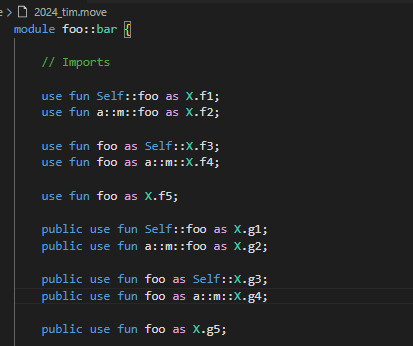 e > 2024_tim.move
module foo::bar {
// Imports
use fun Self::foo as X.f1;
use fun a::m::foo as X.f2;
use fun foo as Self::X.f3;
use fun foo as a::m::X.f4;
use fun foo as X.f5;
public use fun Self::foo as X.g1;
public use fun a::m::foo as X.g2;
public use fun foo as Self::X.g3;
public use fun foo as a::m::X.g4;
public use fun foo as X.g5;